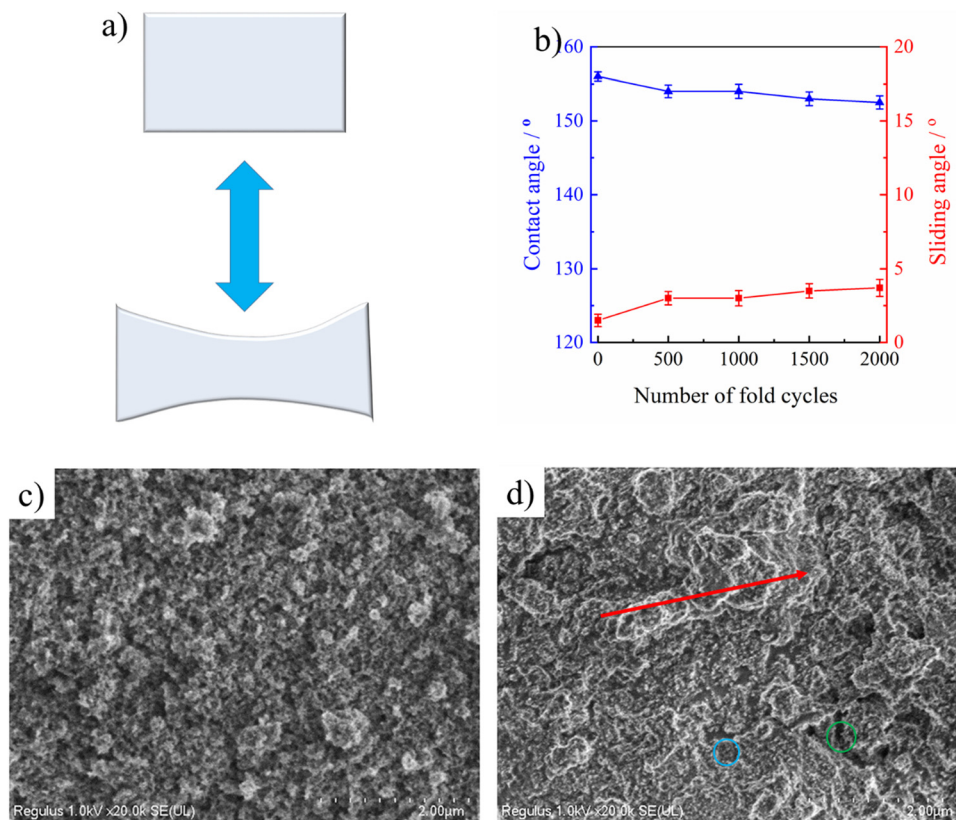 a)
b)
160
150
140
130
120
Contact angle / º
20
15
10
5
0
Sliding angle / º
0 500 1000 1500 2000
Number of fold cycles
c)
d)
Regulus 1.0kV x20.0k SE(UL) 2.00µm
Regulus 1.0kV x20.0k SE(UL) 2.00µm